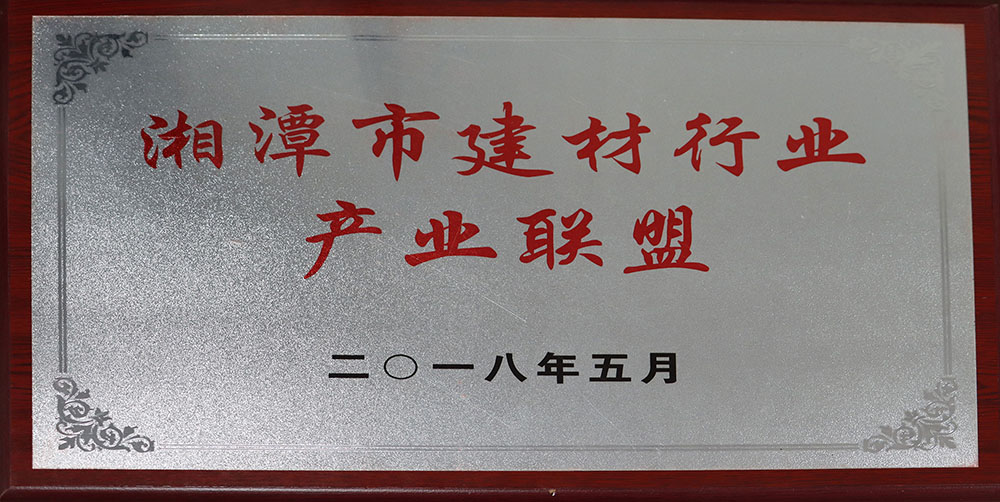 湘潭市建材行业
产业联盟
二〇一八年五月